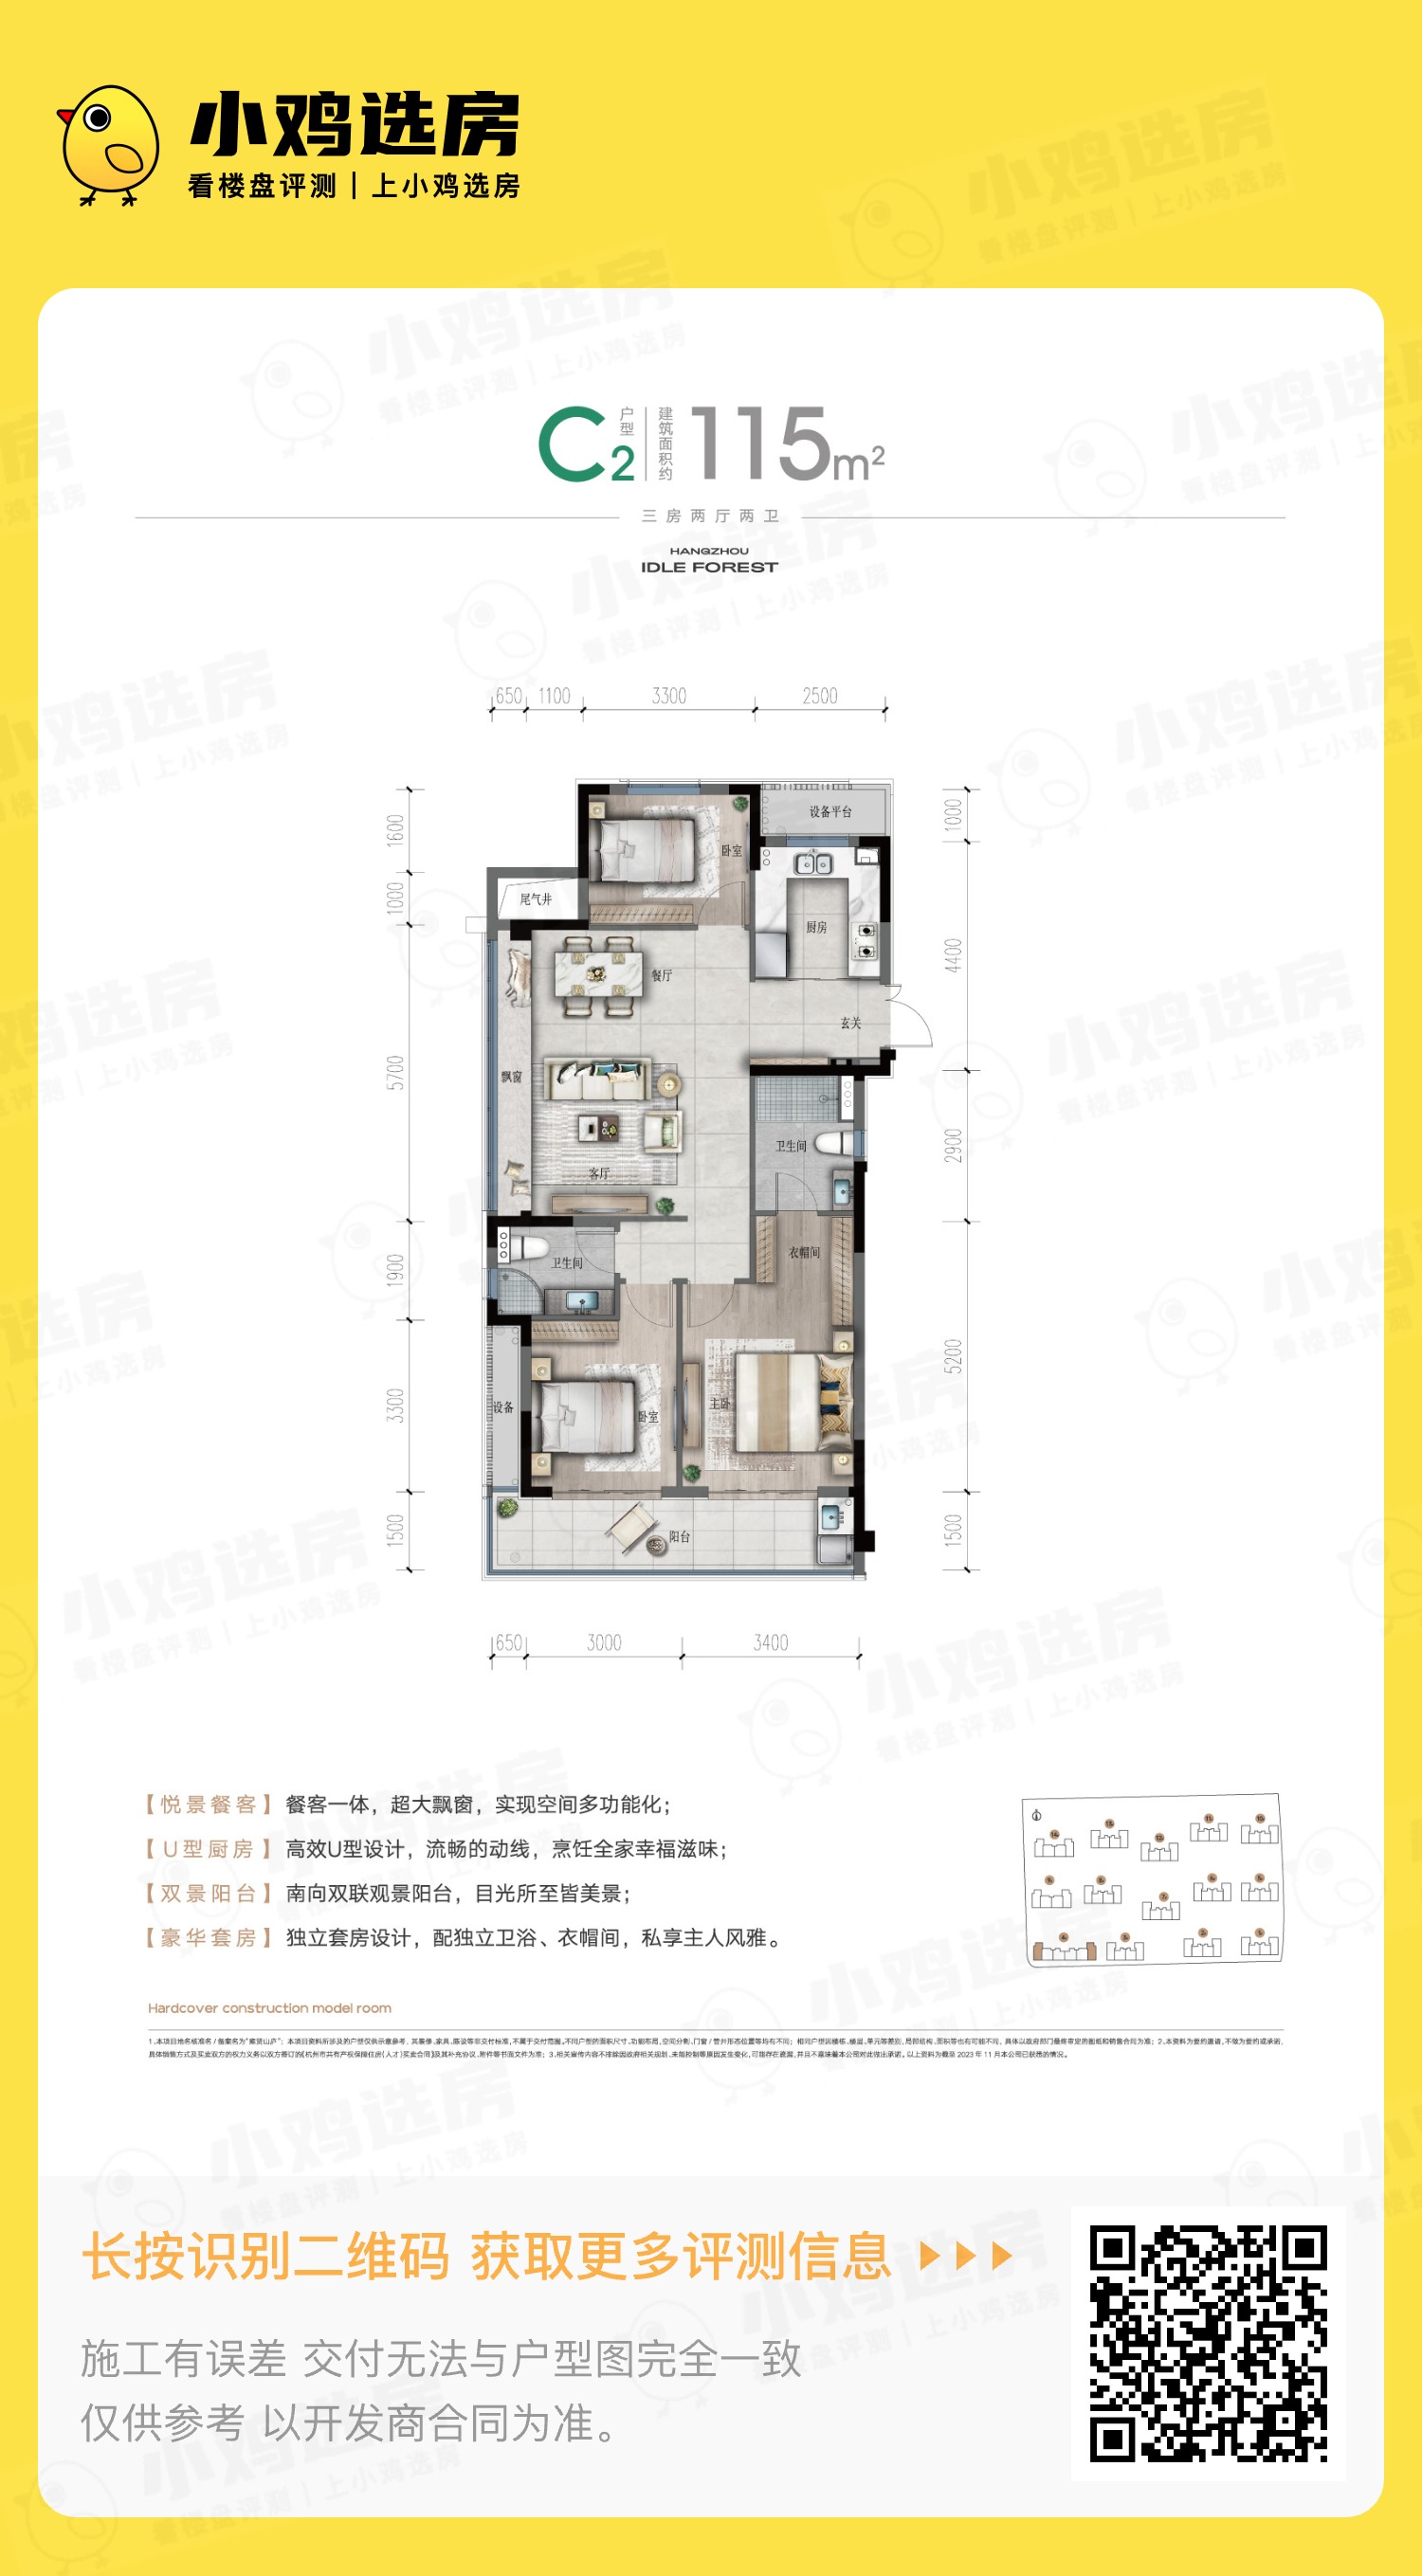 小鸡选房
看楼盘评测 | 上小鸡选房
C2 户型 建筑面积约 115m²
三房两厅两卫
HANGZHOU
IDLE FOREST
650 1100 3300 2500
1600
1000
5700
1900
3300
1500
1000
4400
2900
5200
1500
设备平台
卧室
尾气井
厨房
餐厅
玄关
飘窗
卫生间
客厅
衣帽间
卫生间
设备
卧室
主卧
阳台
650 3000 3400
【悦景餐客】餐客一体，超大飘窗，实现空间多功能化；
【U型厨房】高效U型设计，流畅的动线，烹饪全家幸福滋味；
【双景阳台】南向双联观景阳台，目光所至皆美景；
【豪华套房】独立套房设计，配独立卫浴、衣帽间，私享主人风雅。
Hardcover construction model room
长按识别二维码 获取更多评测信息
施工有误差 交付无法与户型图完全一致
仅供参考 以开发商合同为准。